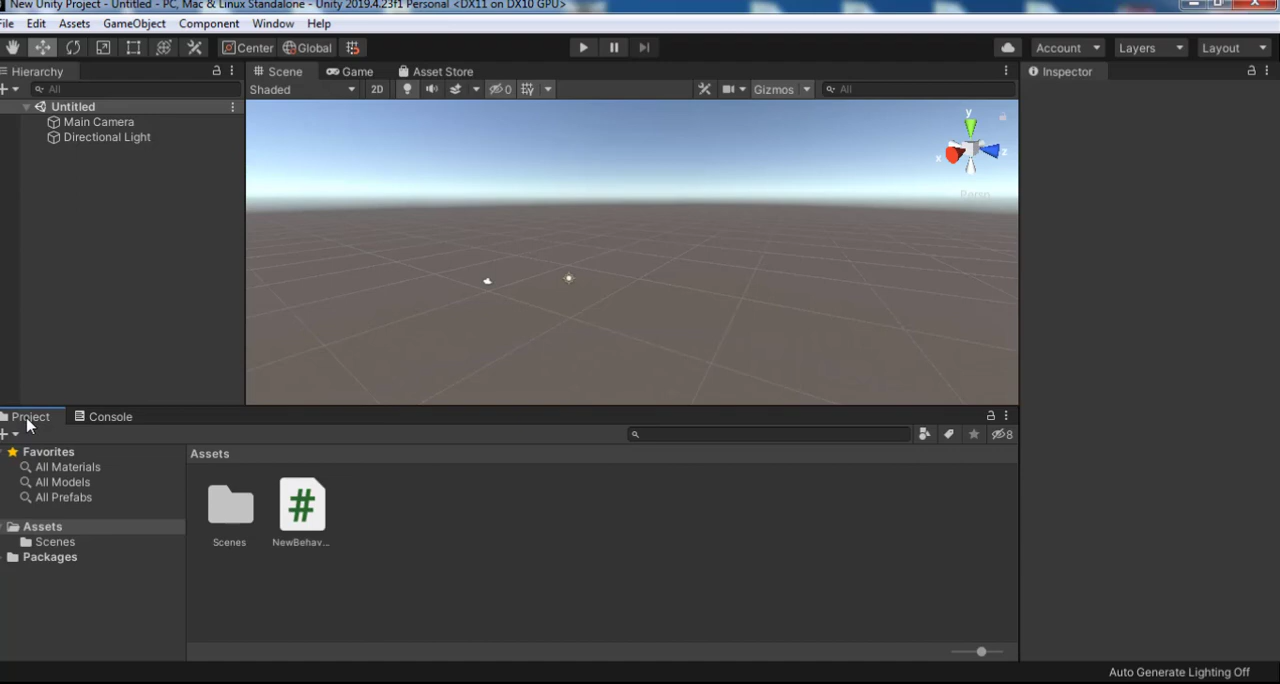 New Unity Project - Untitled - PC, Mac & Linux Standalone - Unity 2019.4.23f1 Personal <DX11 on DX10 GPU>
File Edit Assets GameObject Component Window Help
Center Global Account Layers Layout
Hierarchy Scene Game Asset Store Inspector
All Shaded 2D 0 Gizmos All
Untitled
Main Camera
Directional Light
y
x z
Persp
Project Console
8
Favorites Assets
All Materials
All Models
All Prefabs
Assets
Scenes
Packages
#
Scenes NewBehav...
Auto Generate Lighting Off